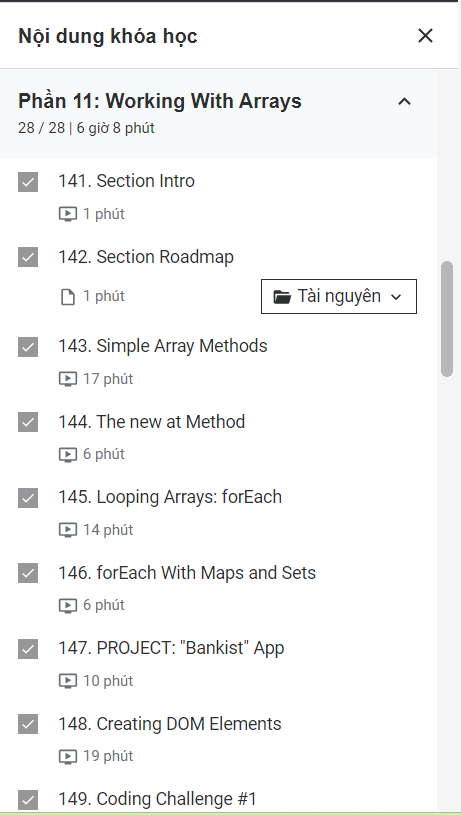 Nội dung khóa học
Phần 11: Working With Arrays
28 / 28 | 6 giờ 8 phút
141. Section Intro
1 phút
142. Section Roadmap
1 phút
Tài nguyên
143. Simple Array Methods
17 phút
144. The new at Method
6 phút
145. Looping Arrays: forEach
14 phút
146. forEach With Maps and Sets
6 phút
147. PROJECT: "Bankist" App
10 phút
148. Creating DOM Elements
19 phút
149. Coding Challenge #1